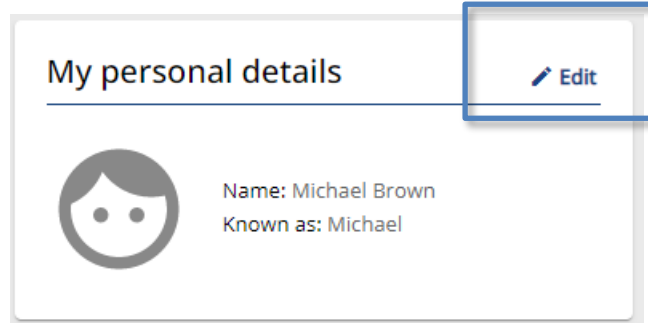 My personal details
Edit
Name: Michael Brown
Known as: Michael